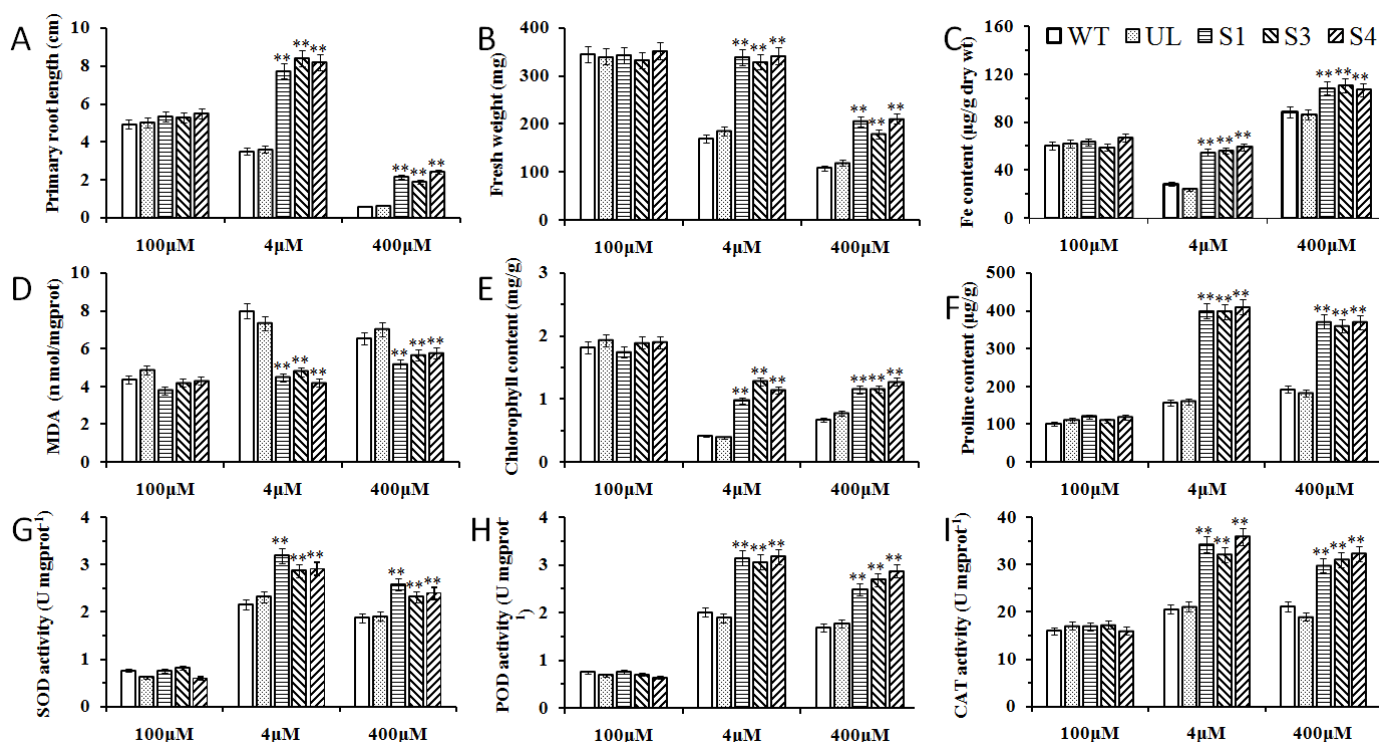 A
Primary root length (cm)
10
8
6
4
2
0
** ** **
** ** **
100μM 4μM 400μM
B
Fresh weight (mg)
400
300
200
100
0
** ** **
** ** **
100μM 4μM 400μM
C
Fe content (μg/g dry wt)
160
120
80
40
0
WT UL S1 S3 S4
** ** **
** ** **
100μM 4μM 400μM
D
MDA (nmol/mgprot)
10
8
6
4
2
0
** ** **
** ** **
100μM 4μM 400μM
E
Chlorophyll content (mg/g)
3
2
1
0
** ** **
** ** **
100μM 4μM 400μM
F
Proline content (μg/g)
500
400
300
200
100
0
** ** **
** ** **
100μM 4μM 400μM
G
SOD activity (U mgprot-1)
4
3
2
1
0
** ** **
** ** **
100μM 4μM 400μM
H
POD activity (U mgprot-
1)
4
3
2
1
0
** ** **
** ** **
100μM 4μM 400μM
I
CAT activity (U mgprot-1)
40
30
20
10
0
** ** **
** ** **
100μM 4μM 400μM